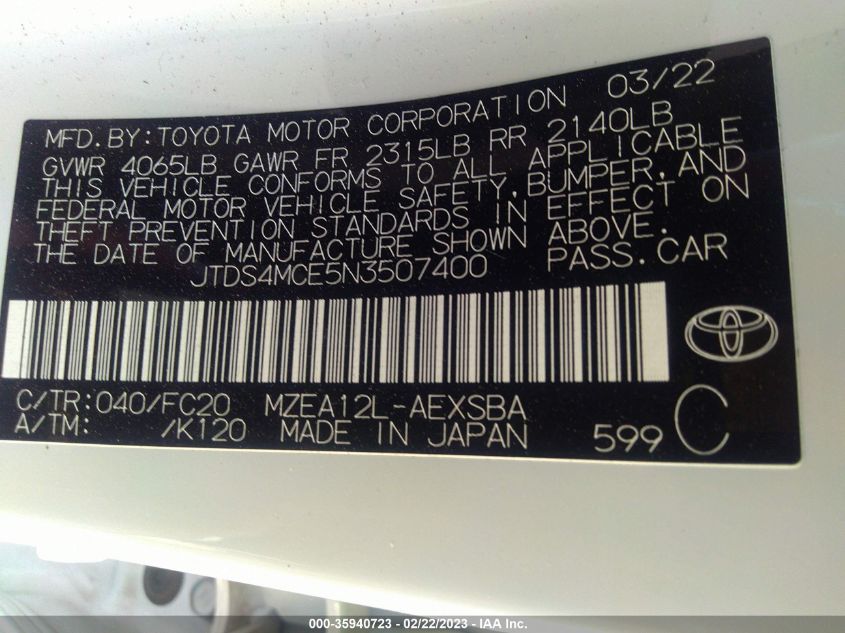 03/22
MFD.BY:TOYOTA MOTOR CORPORATION
GVWR 4065LB GAWR FR 2315LB RR 2140LB
THIS VEHICLE CONFORMS TO ALL APPLICABLE
FEDERAL MOTOR VEHICLE SAFETY,BUMPER,AND
THEFT PREVENTION STANDARDS IN EFFECT ON
THE DATE OF MANUFACTURE SHOWN ABOVE.
JTDS4MCE5N3507400 PASS.CAR
C/TR:040/FC20 MZEA12L-AEXSBA
A/TM: /K120 MADE IN JAPAN 599 C
000-35940723 - 02/22/2023 - IAA Inc.